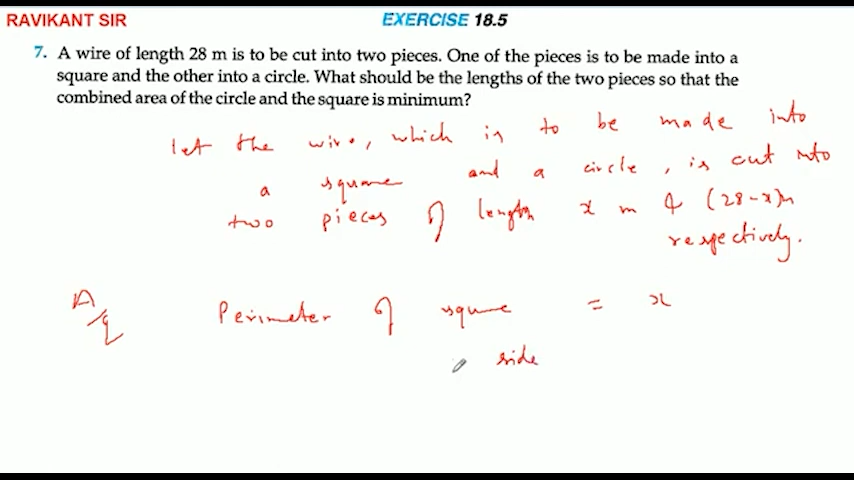 RAVIKANT SIR
EXERCISE 18.5
7. A wire of length 28 m is to be cut into two pieces. One of the pieces is to be made into a
square and the other into a circle. What should be the lengths of the two pieces so that the
combined area of the circle and the square is minimum?
let the wire, which is to be made into
a square and a circle, is cut into
two pieces of length x m & (28-x)m
respectively.
A/q Perimeter of square = x
side